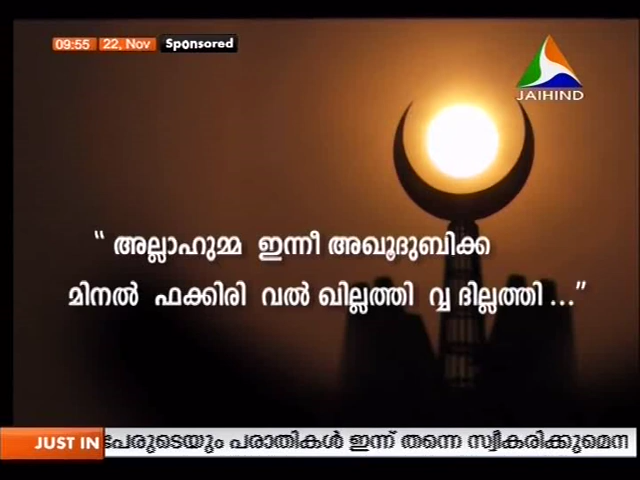 09:55 22, Nov Sponsored
JAIHIND
“ അല്ലാഹുമ്മ ഇന്നീ അഖൂദുബിക്ക
മിനൽ ഫക്കിരി വൽ ഖില്ലത്തി വ്വ ദില്ലത്തി ...”
JUST IN പേരുടെയും പരാതികൾ ഇന്ന് തന്നെ സ്വീകരിക്കുമെന